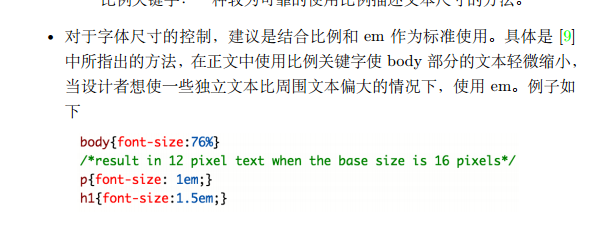 比例关键字：一种较为可靠的使用比例描述文本尺寸的方法。
• 对于字体尺寸的控制，建议是结合比例和 em 作为标准使用。具体是 [9]
中所指出的方法，在正文中使用比例关键字使 body 部分的文本轻微缩小，
当设计者想使一些独立文本比周围文本偏大的情况下，使用 em。例子如
下
body{font-size:76%}
/*result in 12 pixel text when the base size is 16 pixels*/
p{font-size: 1em;}
h1{font-size:1.5em;}